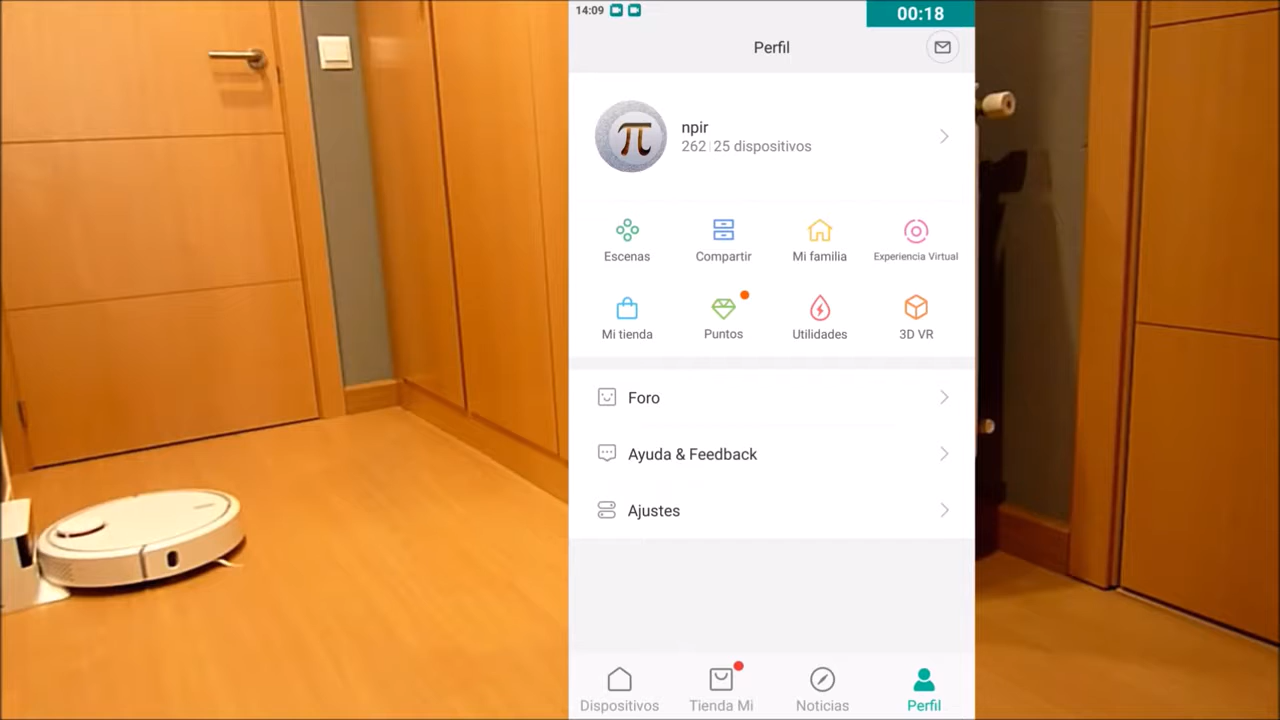 14:09
00:18
Perfil
π
npir
262 | 25 dispositivos
Escenas
Compartir
Mi familia
Experiencia Virtual
Mi tienda
Puntos
Utilidades
3D VR
Foro
Ayuda & Feedback
Ajustes
Dispositivos
Tienda Mi
Noticias
Perfil